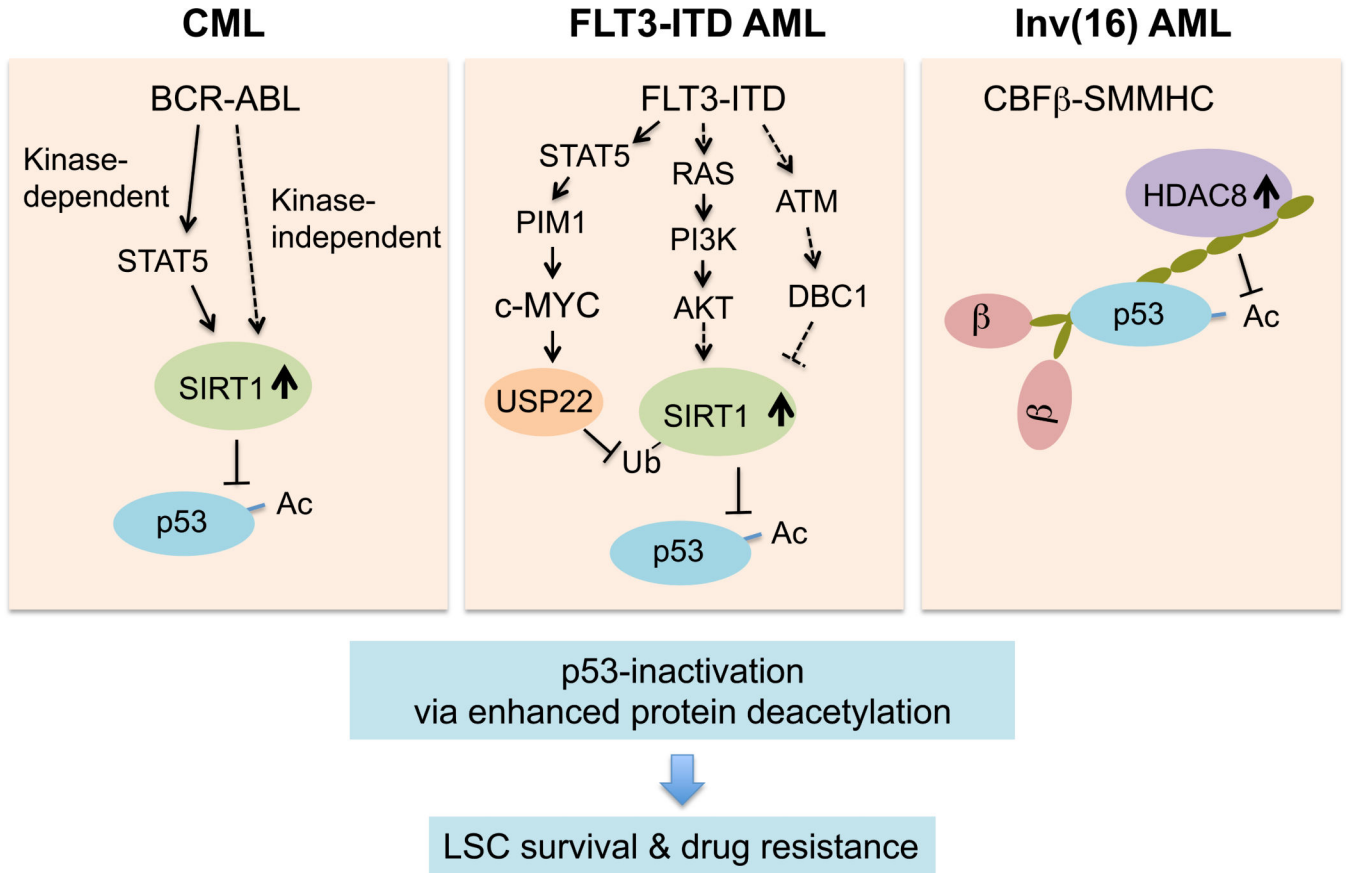 CML
BCR-ABL
Kinase-
dependent
Kinase-
independent
STAT5
SIRT1
p53
Ac
FLT3-ITD AML
FLT3-ITD
STAT5
PIM1
c-MYC
USP22
RAS
PI3K
AKT
ATM
DBC1
Ub
SIRT1
p53
Ac
Inv(16) AML
CBFβ-SMMHC
HDAC8
p53
Ac
β
β
p53-inactivation
via enhanced protein deacetylation
LSC survival & drug resistance